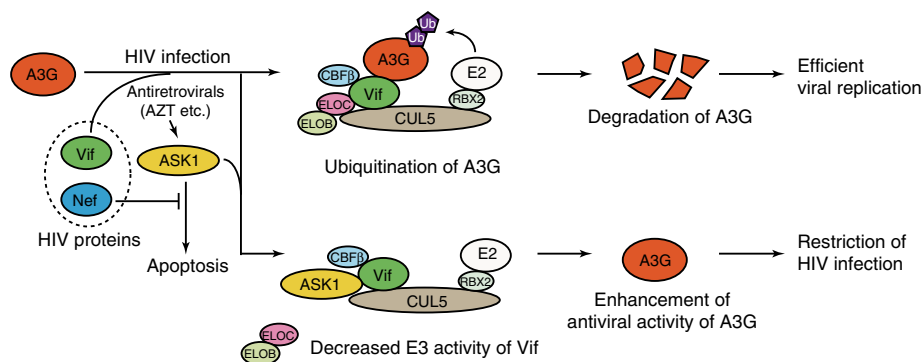 A3G
HIV infection
Antiretrovirals
(AZT etc.)
Vif
ASK1
Nef
HIV proteins
Apoptosis
Ub
Ub
A3G
CBFβ
Vif
E2
ELOC
RBX2
ELOB
CUL5
Ubiquitination of A3G
Degradation of A3G
Efficient
viral replication
CBFβ
Vif
E2
ASK1
RBX2
CUL5
ELOC
ELOB
Decreased E3 activity of Vif
A3G
Enhancement of
antiviral activity of A3G
Restriction of
HIV infection